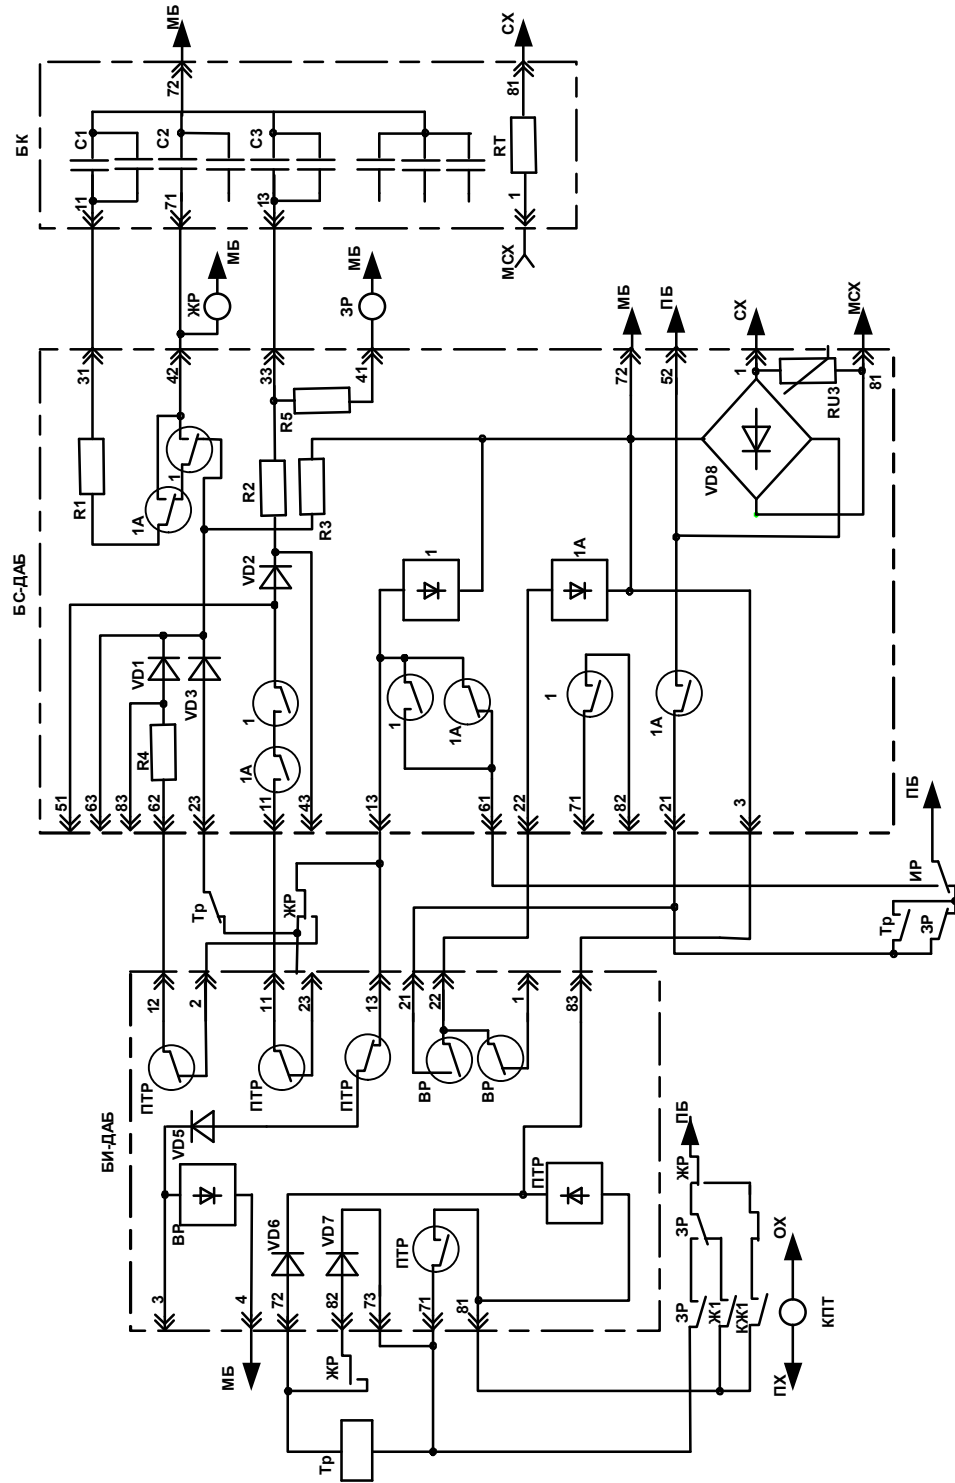 БК
МБ
72
С1
С2
С3
11
71
13
СХ
81
RT
1
МСХ
ЖР
МБ
ЗР
МБ
БС-ДАБ
31
42
33
41
R1
1А
1
R5
R2
R3
VD2
VD1
VD3
R4
1
1А
51
63
83
62
23
11
43
МБ
ПБ
СХ
МСХ
72
52
1
81
RU3
VD8
1
1А
1
1А
1
1А
13
61
22
71
82
21
3
ПБ
ИР
Тр
ЗР
Тр
ЖР
БИ-ДАБ
12
2
11
23
13
21
22
1
83
ПТР
ПТР
ПТР
ВР
ВР
VD5
ВР
VD6
VD7
ПТР
ПТР
3
4
72
82
73
71
81
МБ
ЖР
Тр
ПБ
ЖР
ЗР
ЗР
Ж1
КЖ1
ОХ
ПХ
КПТ